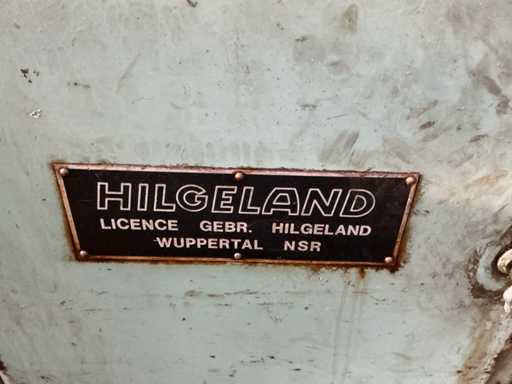 HILGELAND
LICENCE GEBR. HILGELAND
WUPPERTAL NSR